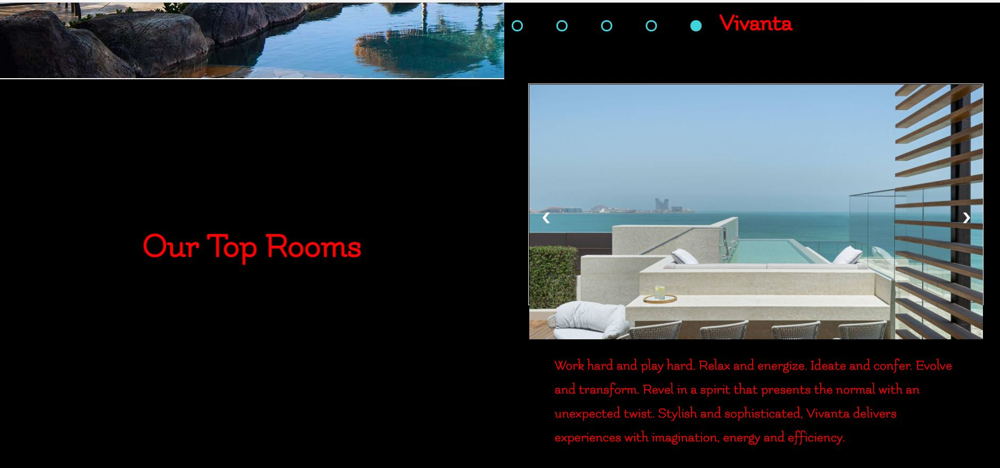 Vivanta
Our Top Rooms
Work hard and play hard. Relax and energize. Ideate and confer. Evolve
and transform. Revel in a spirit that presents the normal with an
unexpected twist. Stylish and sophisticated, Vivanta delivers
experiences with imagination, energy and efficiency.